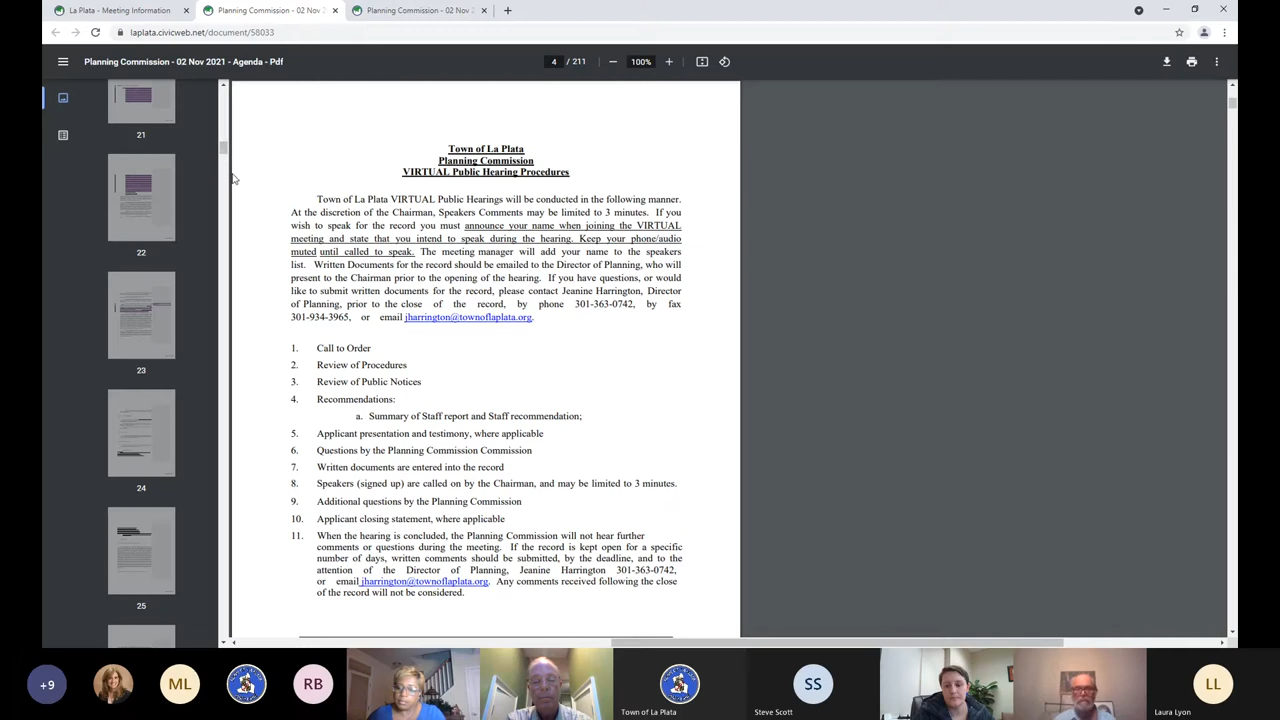 La Plata - Meeting Information
Planning Commission - 02 Nov 2
Planning Commission - 02 Nov 2
laplata.civicweb.net/document/58033
Planning Commission - 02 Nov 2021 - Agenda - Pdf
4 / 211
100%
21
22
23
24
25
Town of La Plata
Planning Commission
VIRTUAL Public Hearing Procedures
Town of La Plata VIRTUAL Public Hearings will be conducted in the following manner.
At the discretion of the Chairman, Speakers Comments may be limited to 3 minutes. If you
wish to speak for the record you must announce your name when joining the VIRTUAL
meeting and state that you intend to speak during the hearing. Keep your phone/audio
muted until called to speak. The meeting manager will add your name to the speakers
list. Written Documents for the record should be emailed to the Director of Planning, who will
present to the Chairman prior to the opening of the hearing. If you have questions, or would
like to submit written documents for the record, please contact Jeanine Harrington, Director
of Planning, prior to the close of the record, by phone 301-363-0742, by fax
301-934-3965, or email jharrington@townoflaplata.org.
1. Call to Order
2. Review of Procedures
3. Review of Public Notices
4. Recommendations:
a. Summary of Staff report and Staff recommendation;
5. Applicant presentation and testimony, where applicable
6. Questions by the Planning Commission Commission
7. Written documents are entered into the record
8. Speakers (signed up) are called on by the Chairman, and may be limited to 3 minutes.
9. Additional questions by the Planning Commission
10. Applicant closing statement, where applicable
11. When the hearing is concluded, the Planning Commission will not hear further
comments or questions during the meeting. If the record is kept open for a specific
number of days, written comments should be submitted, by the deadline, and to the
attention of the Director of Planning, Jeanine Harrington 301-363-0742,
or email jharrington@townoflaplata.org. Any comments received following the close
of the record will not be considered.
+9
ML
RB
Town of La Plata
SS
Steve Scott
LL
Laura Lyon